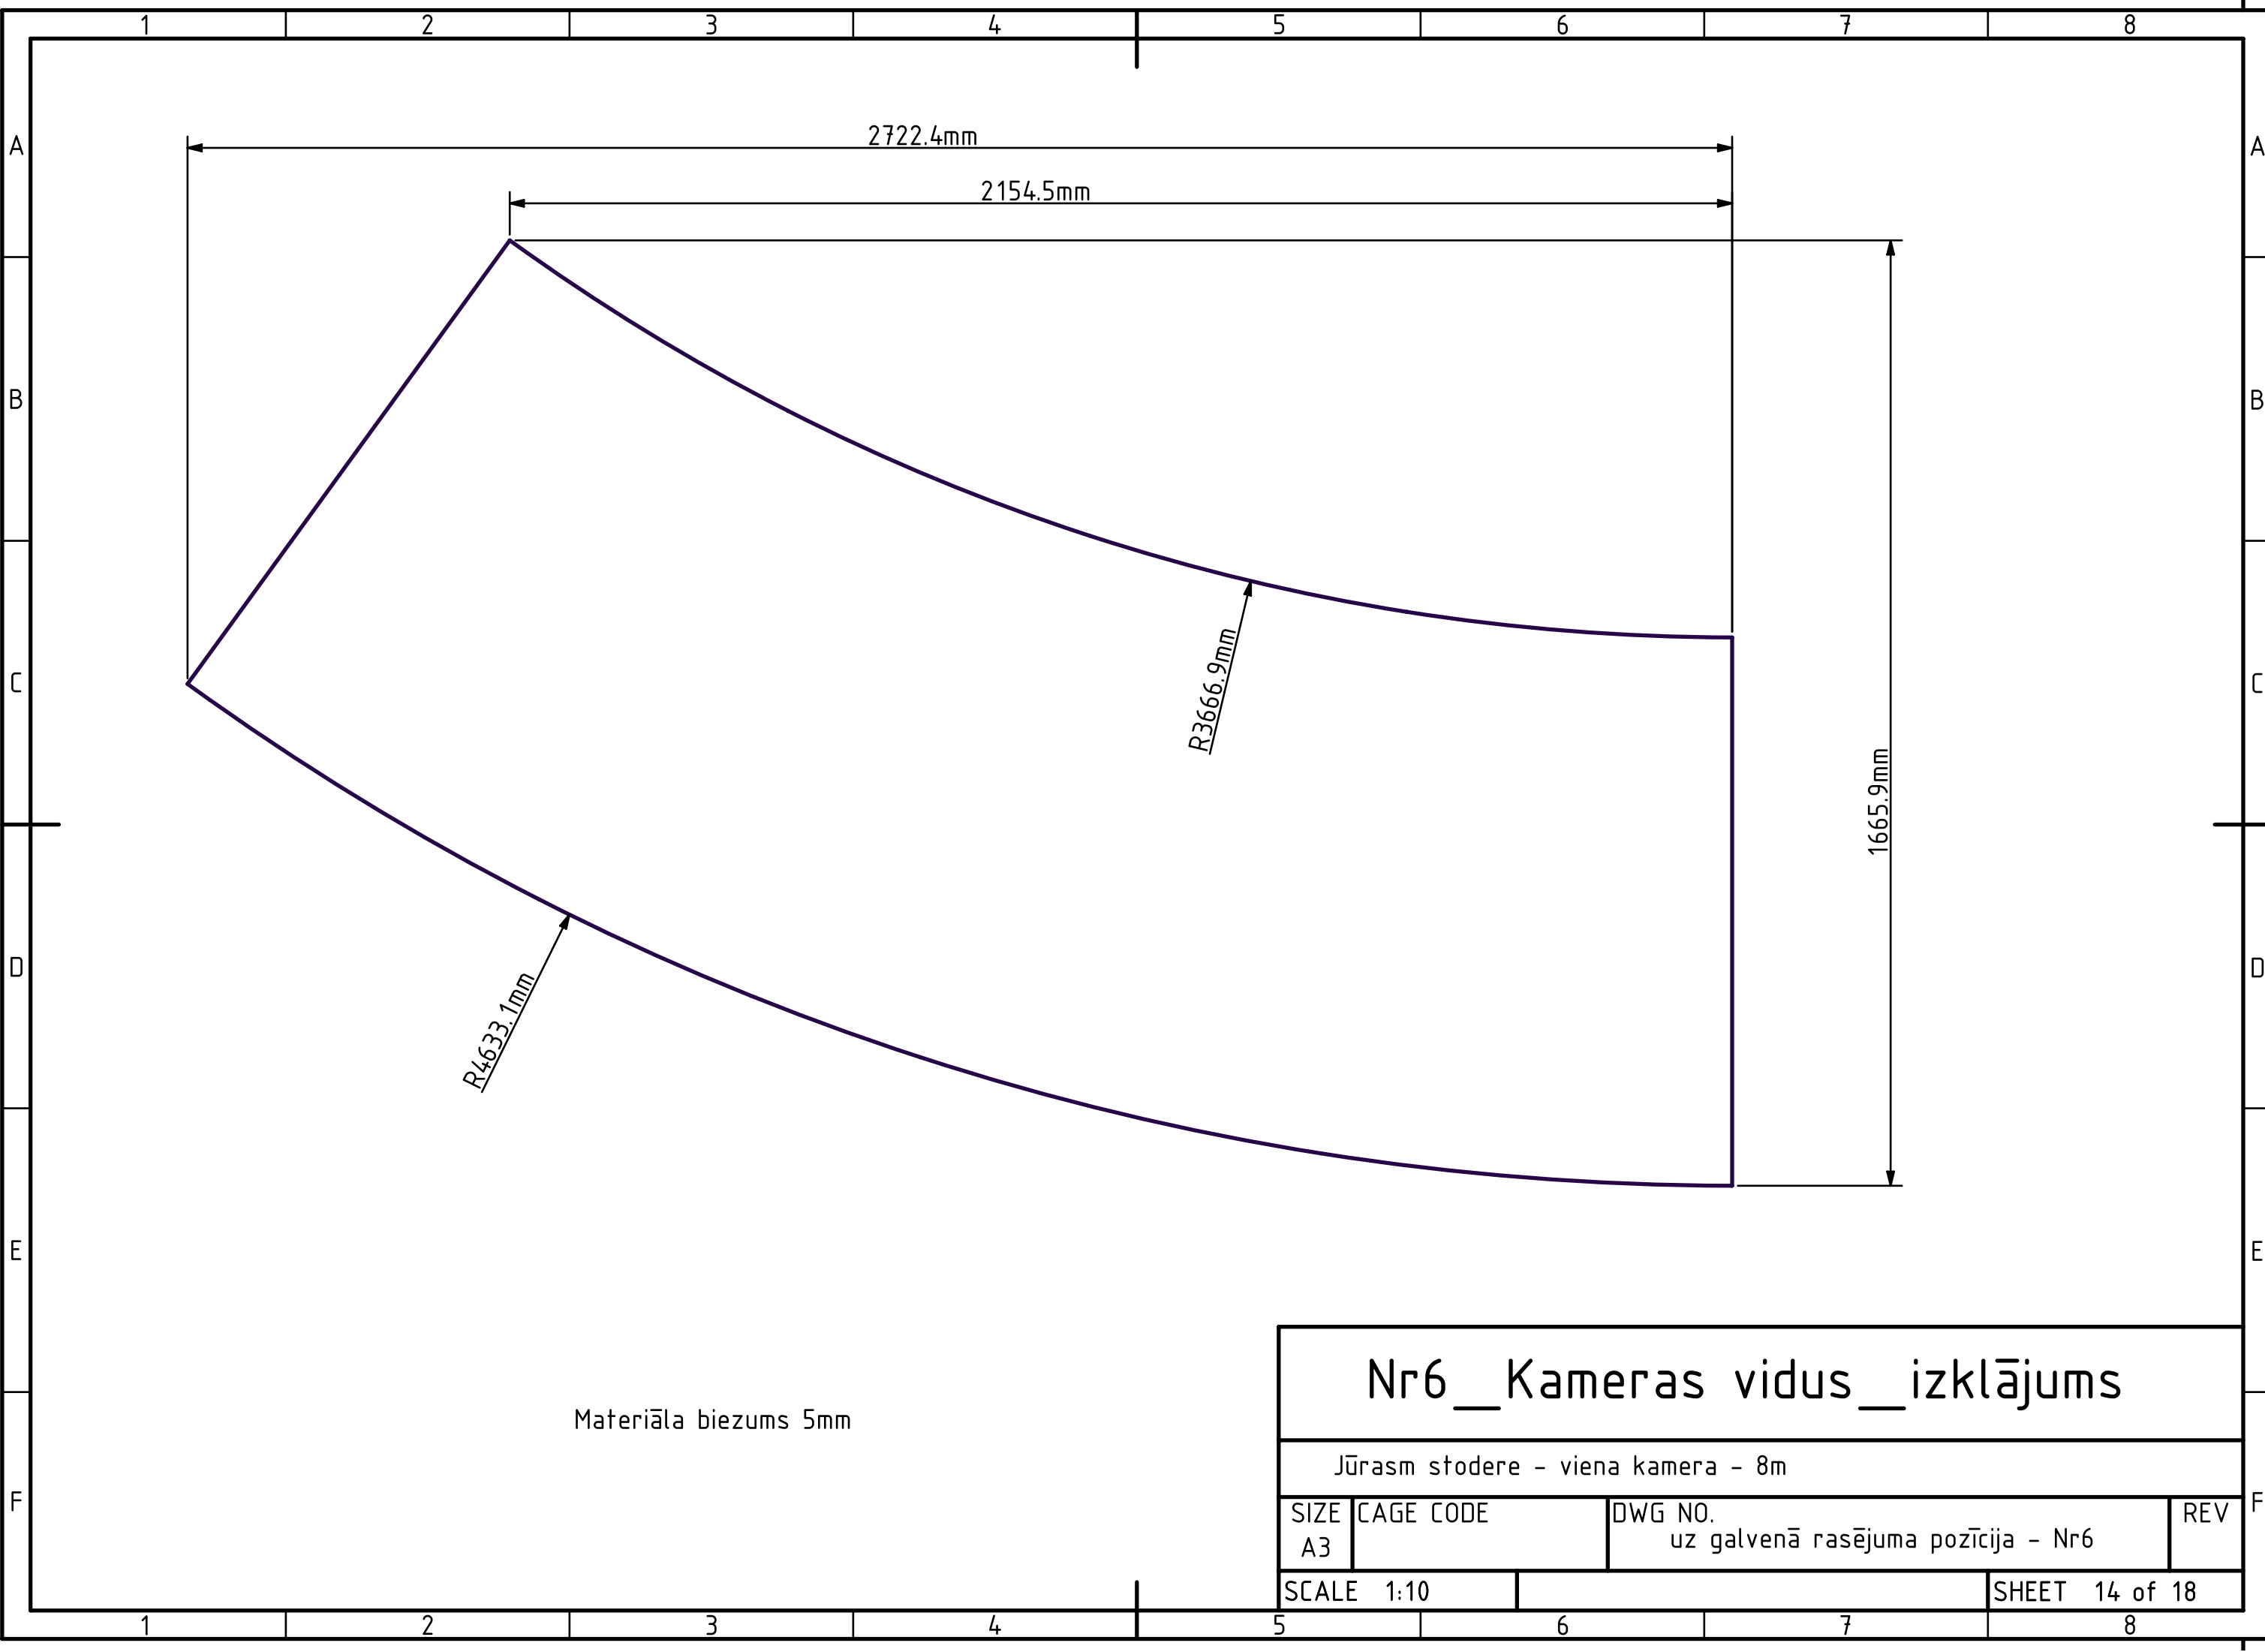 1 2 3 4 5 6 7 8
A A
2722.4mm
2154.5mm
B B
R3666.9mm
C C
1665.9mm
D D
R4633.1mm
E E
Nr6__Kameras vidus__izklājums
Materiāla biezums 5mm
Jūrasm stodere - viena kamera - 8m
F F
SIZE CAGE CODE DWG NO. REV
A3 uz galvenā rasējuma pozīcija - Nr6
SCALE 1:10 SHEET 14 of 18
1 2 3 4 5 6 7 8